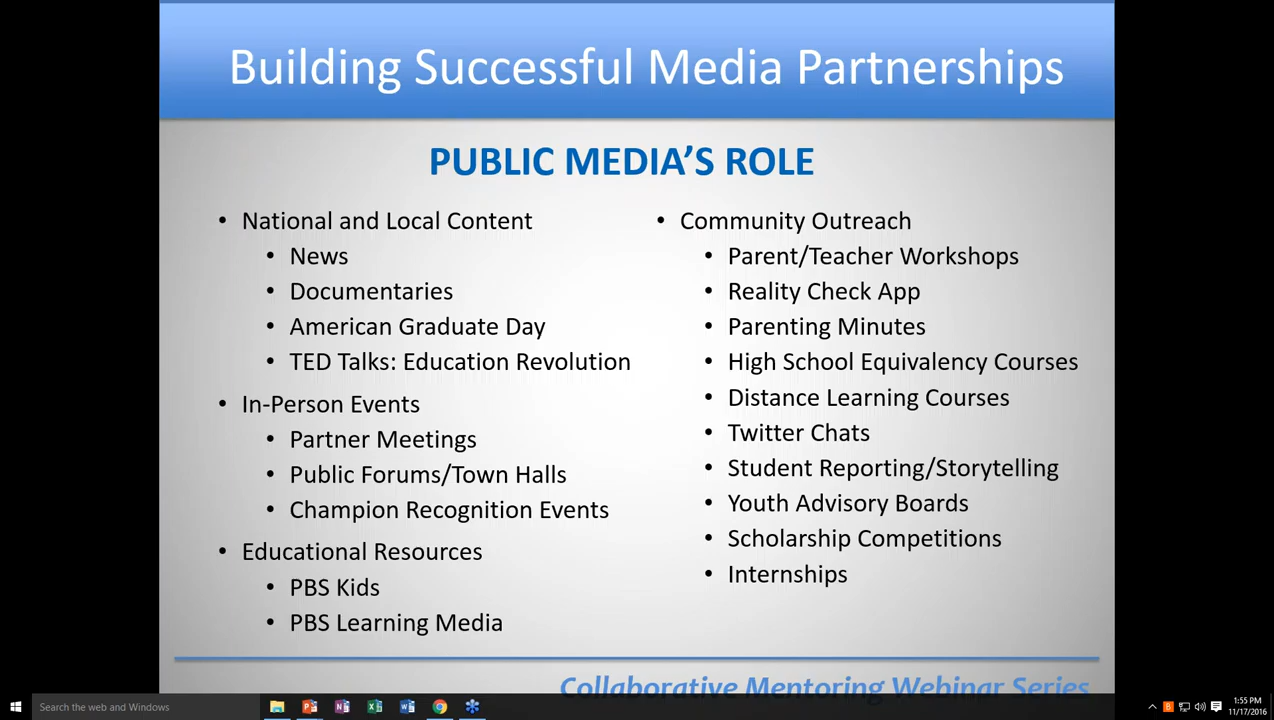 Building Successful Media Partnerships
PUBLIC MEDIA'S ROLE
• National and Local Content
• News
• Documentaries
• American Graduate Day
• TED Talks: Education Revolution
• In-Person Events
• Partner Meetings
• Public Forums/Town Halls
• Champion Recognition Events
• Educational Resources
• PBS Kids
• PBS Learning Media
• Community Outreach
• Parent/Teacher Workshops
• Reality Check App
• Parenting Minutes
• High School Equivalency Courses
• Distance Learning Courses
• Twitter Chats
• Student Reporting/Storytelling
• Youth Advisory Boards
• Scholarship Competitions
• Internships
Collaborative Mentoring Webinar Series
Search the web and Windows
1:55 PM
11/17/2016